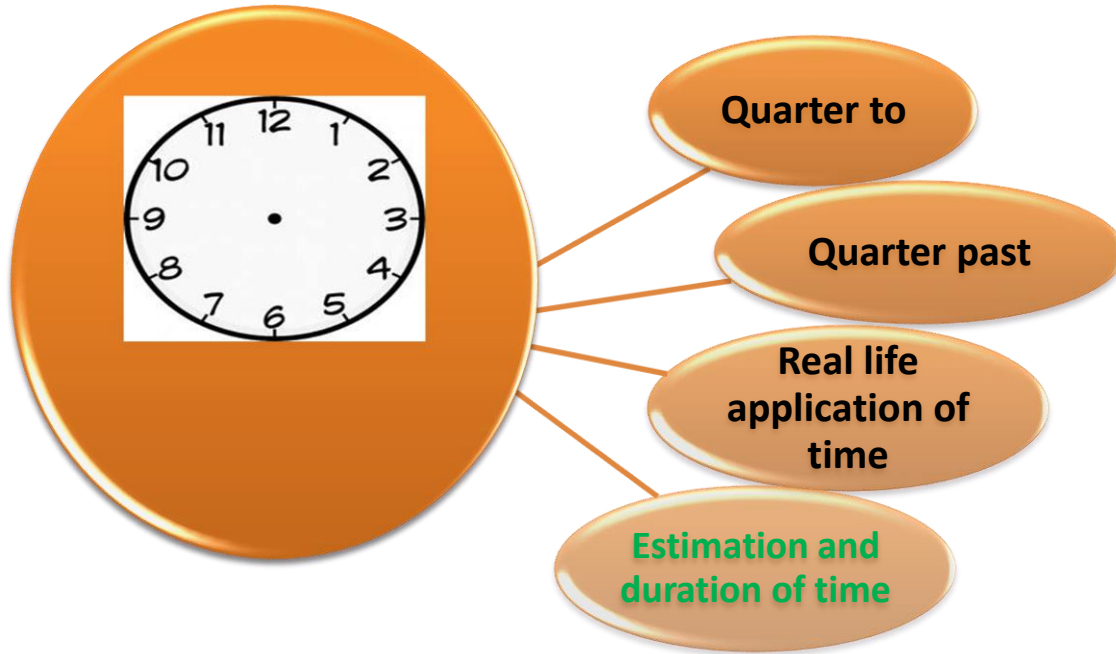 12
11
1
10
2
9
3
8
4
7
5
6
Quarter to
Quarter past
Real life
application of
time
Estimation and
duration of time